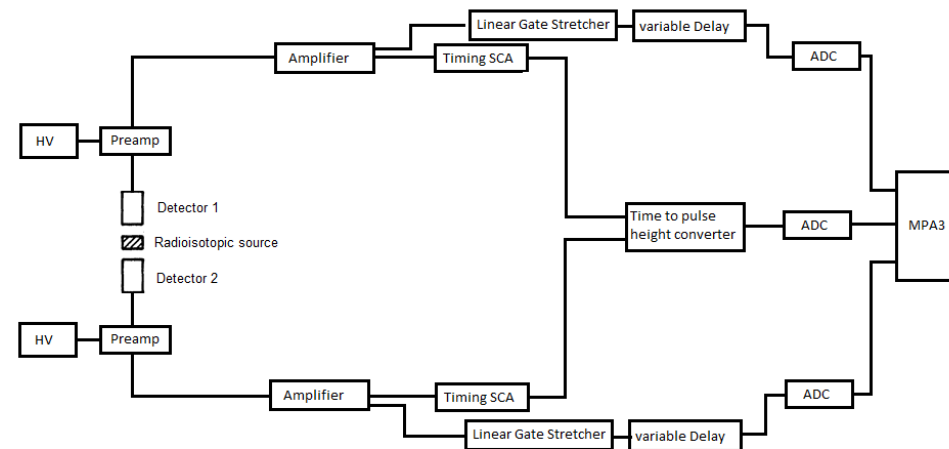 Linear Gate Stretcher
variable Delay
Amplifier
Timing SCA
ADC
HV
Preamp
Detector 1
Radioisotopic source
Detector 2
Time to pulse
height converter
ADC
MPA3
HV
Preamp
Amplifier
Timing SCA
ADC
Linear Gate Stretcher
variable Delay